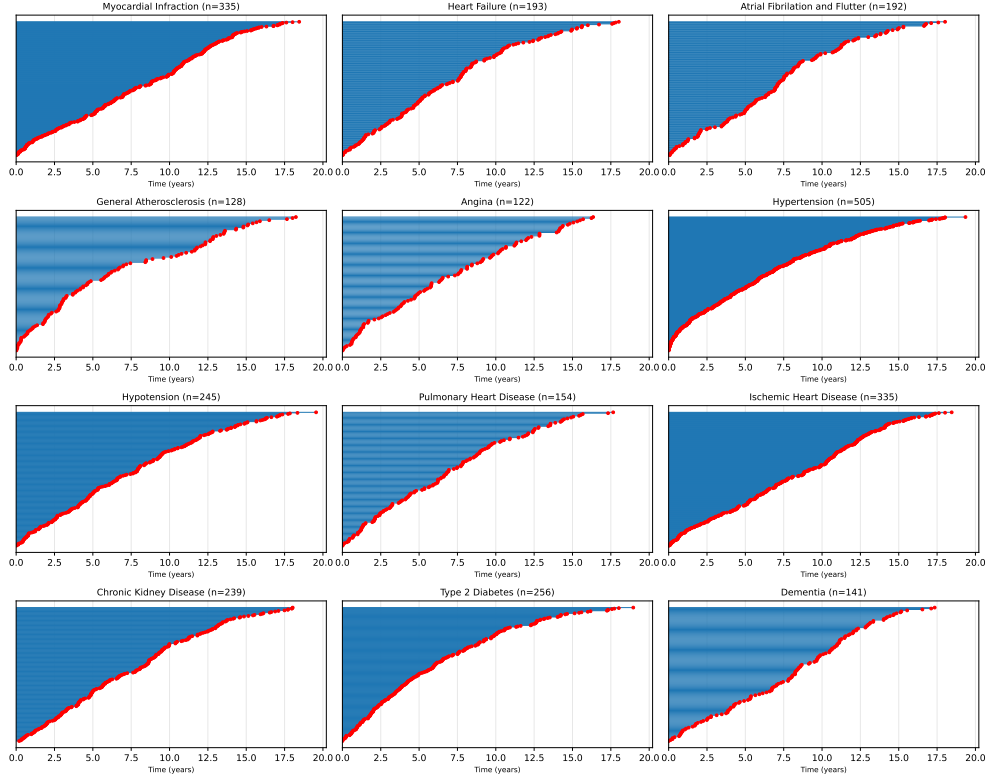 Myocardial Infraction (n=335) Heart Failure (n=193) Atrial Fibrilation and Flutter (n=192)
0.0 2.5 5.0 7.5 10.0 12.5 15.0 17.5 20.0 0.0 2.5 5.0 7.5 10.0 12.5 15.0 17.5 20.0 0.0 2.5 5.0 7.5 10.0 12.5 15.0 17.5 20.0
Time (years) Time (years) Time (years)
General Atherosclerosis (n=128) Angina (n=122) Hypertension (n=505)
0.0 2.5 5.0 7.5 10.0 12.5 15.0 17.5 20.0 0.0 2.5 5.0 7.5 10.0 12.5 15.0 17.5 20.0 0.0 2.5 5.0 7.5 10.0 12.5 15.0 17.5 20.0
Time (years) Time (years) Time (years)
Hypotension (n=245) Pulmonary Heart Disease (n=154) Ischemic Heart Disease (n=335)
0.0 2.5 5.0 7.5 10.0 12.5 15.0 17.5 20.0 0.0 2.5 5.0 7.5 10.0 12.5 15.0 17.5 20.0 0.0 2.5 5.0 7.5 10.0 12.5 15.0 17.5 20.0
Time (years) Time (years) Time (years)
Chronic Kidney Disease (n=239) Type 2 Diabetes (n=256) Dementia (n=141)
0.0 2.5 5.0 7.5 10.0 12.5 15.0 17.5 20.0 0.0 2.5 5.0 7.5 10.0 12.5 15.0 17.5 20.0 0.0 2.5 5.0 7.5 10.0 12.5 15.0 17.5 20.0
Time (years) Time (years) Time (years)